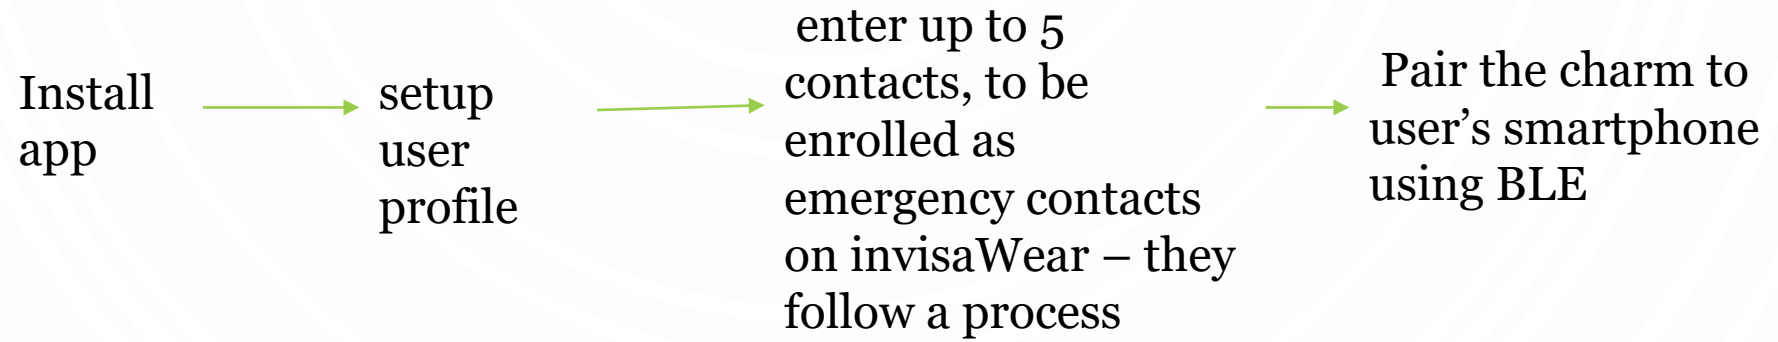 Install
app
setup
user
profile
enter up to 5
contacts, to be
enrolled as
emergency contacts
on invisaWear – they
follow a process
Pair the charm to
user’s smartphone
using BLE